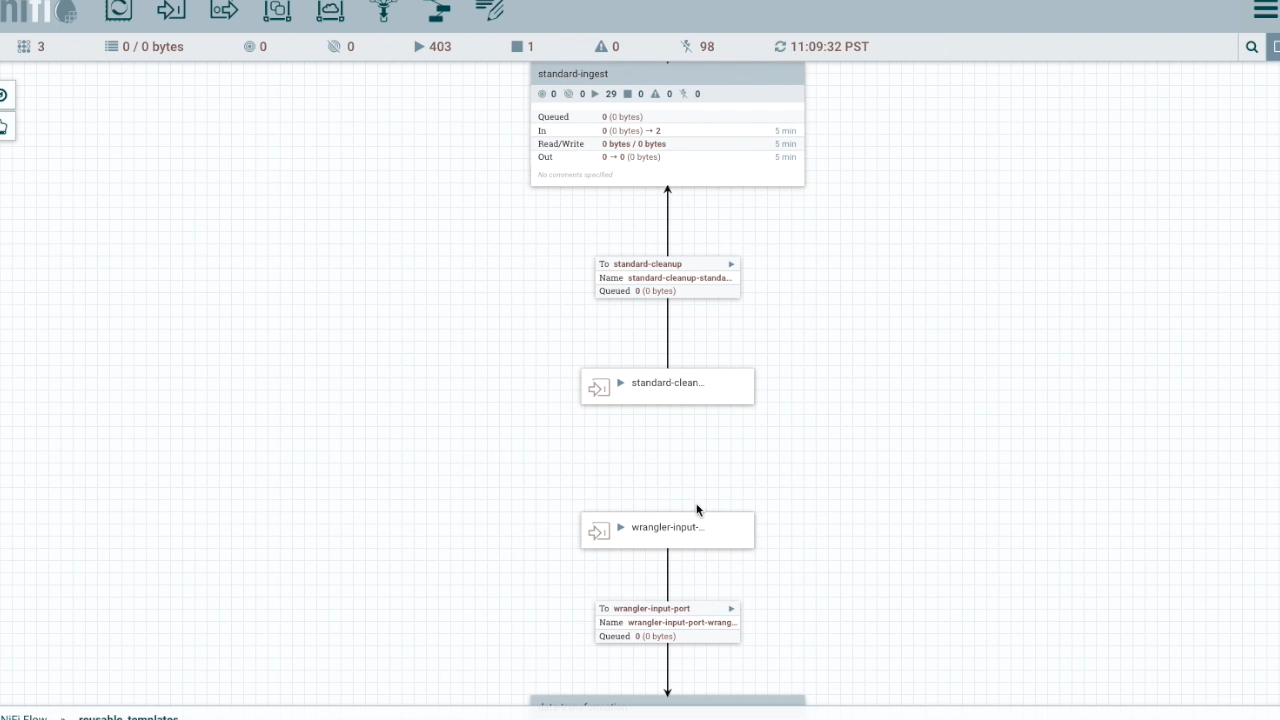 nifi
3 0 / 0 bytes 0 0 403 1 0 98 11:09:32 PST
standard-ingest
0 0 29 0 0 0
Queued 0 (0 bytes)
In 0 (0 bytes) → 2 5 min
Read/Write 0 bytes / 0 bytes 5 min
Out 0 → 0 (0 bytes) 5 min
No comments specified
To standard-cleanup
Name standard-cleanup-standa...
Queued 0 (0 bytes)
standard-clean...
wrangler-input-...
To wrangler-input-port
Name wrangler-input-port-wrang...
Queued 0 (0 bytes)
NiFi Flow » reusable_templates